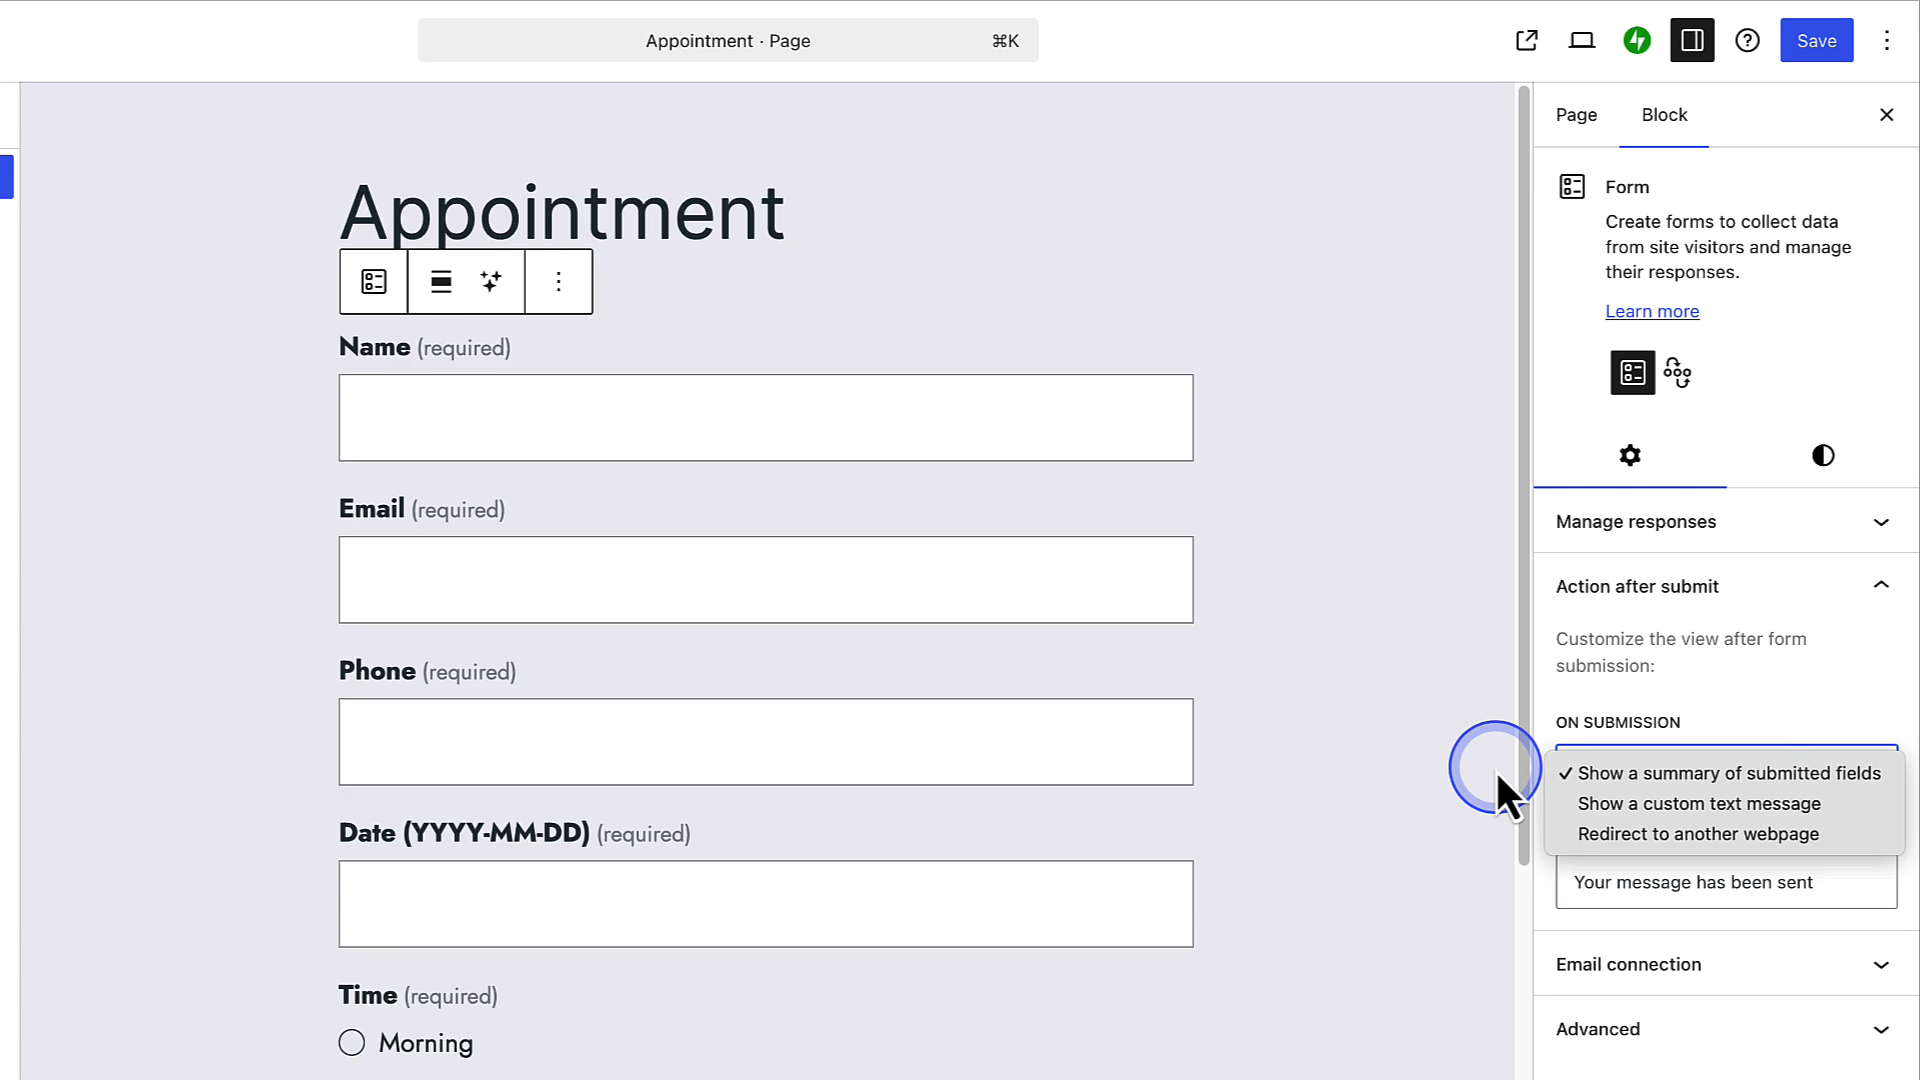 Appointment · Page ⌘K
Save
Page Block
Appointment
Form
Create forms to collect data
from site visitors and manage
their responses.
Learn more
Name (required)
Email (required)
Phone (required)
Date (YYYY-MM-DD) (required)
Time (required)
Morning
Manage responses
Action after submit
Customize the view after form
submission:
ON SUBMISSION
✓ Show a summary of submitted fields
Show a custom text message
Redirect to another webpage
Your message has been sent
Email connection
Advanced